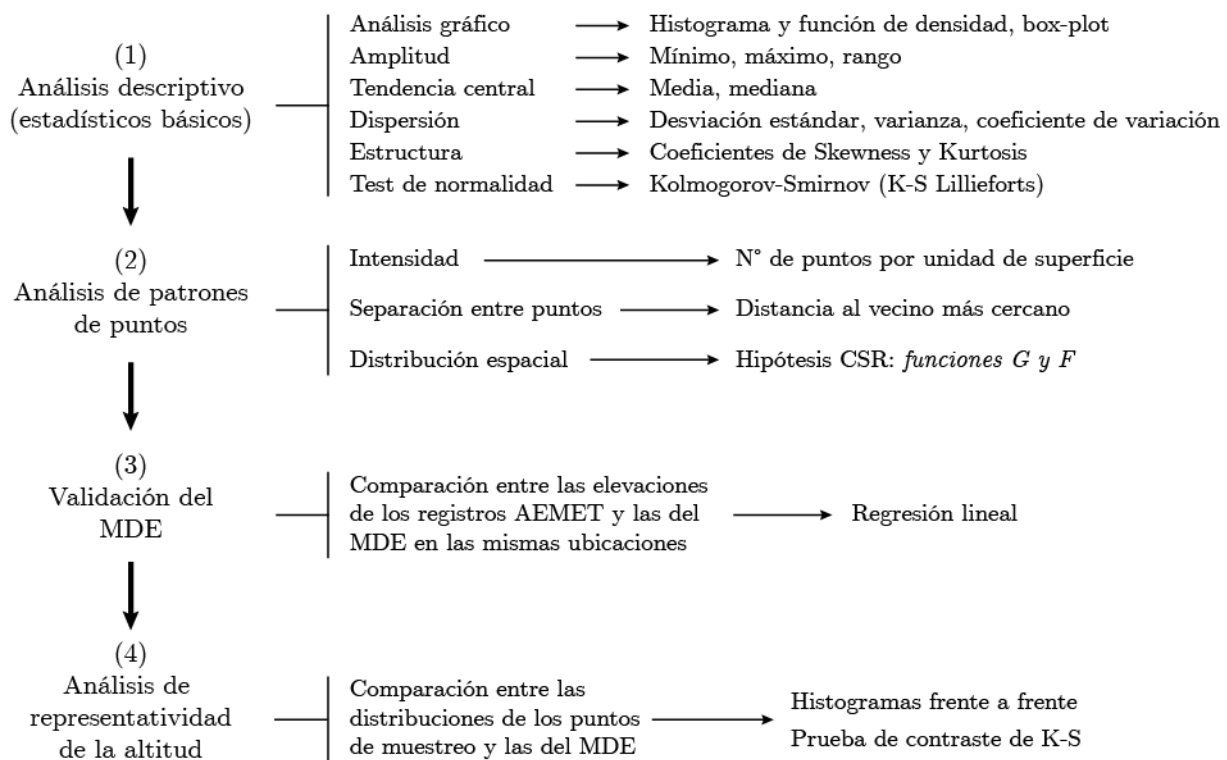 (1)
Análisis descriptivo
(estadísticos básicos)
Análisis gráfico
Histograma y función de densidad, box-plot
Amplitud
Mínimo, máximo, rango
Tendencia central
Media, mediana
Dispersión
Desviación estándar, varianza, coeficiente de variación
Estructura
Coeficientes de Skewness y Kurtosis
Test de normalidad
Kolmogorov-Smirnov (K-S Lillieforts)
(2)
Análisis de patrones
de puntos
Intensidad
N° de puntos por unidad de superficie
Separación entre puntos
Distancia al vecino más cercano
Distribución espacial
Hipótesis CSR: funciones G y F
(3)
Validación del
MDE
Comparación entre las elevaciones
de los registros AEMET y las del
MDE en las mismas ubicaciones
Regresión lineal
(4)
Análisis de
representatividad
de la altitud
Comparación entre las
distribuciones de los puntos
de muestreo y las del MDE
Histogramas frente a frente
Prueba de contraste de K-S